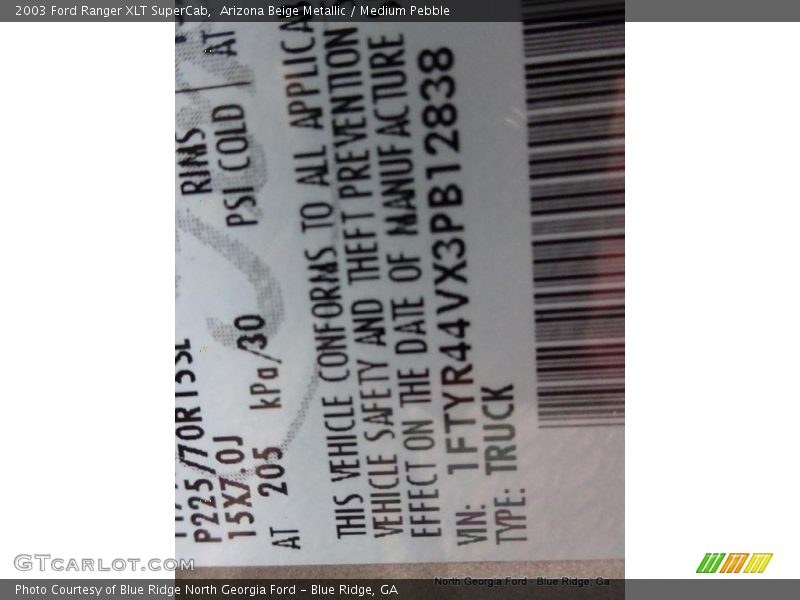 2003 Ford Ranger XLT SuperCab, Arizona Beige Metallic / Medium Pebble
P225/70R15SL
15X7.0J RIMS
AT 205 kPa/30 PSI COLD AT
THIS VEHICLE CONFORMS TO ALL
VEHICLE SAFETY AND THEFT PREVENTION
EFFECT ON THE DATE OF MANUFACTURE
VIN: 1FTYR44VX3PB12838
TYPE: TRUCK
GTCARLOT.COM
North Georgia Ford - Blue Ridge, Ga
Photo Courtesy of Blue Ridge North Georgia Ford – Blue Ridge, GA